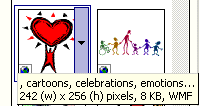 , cartoons, celebrations, emotions...
242 (w) x 256 (h) pixels, 8 KB, WMF